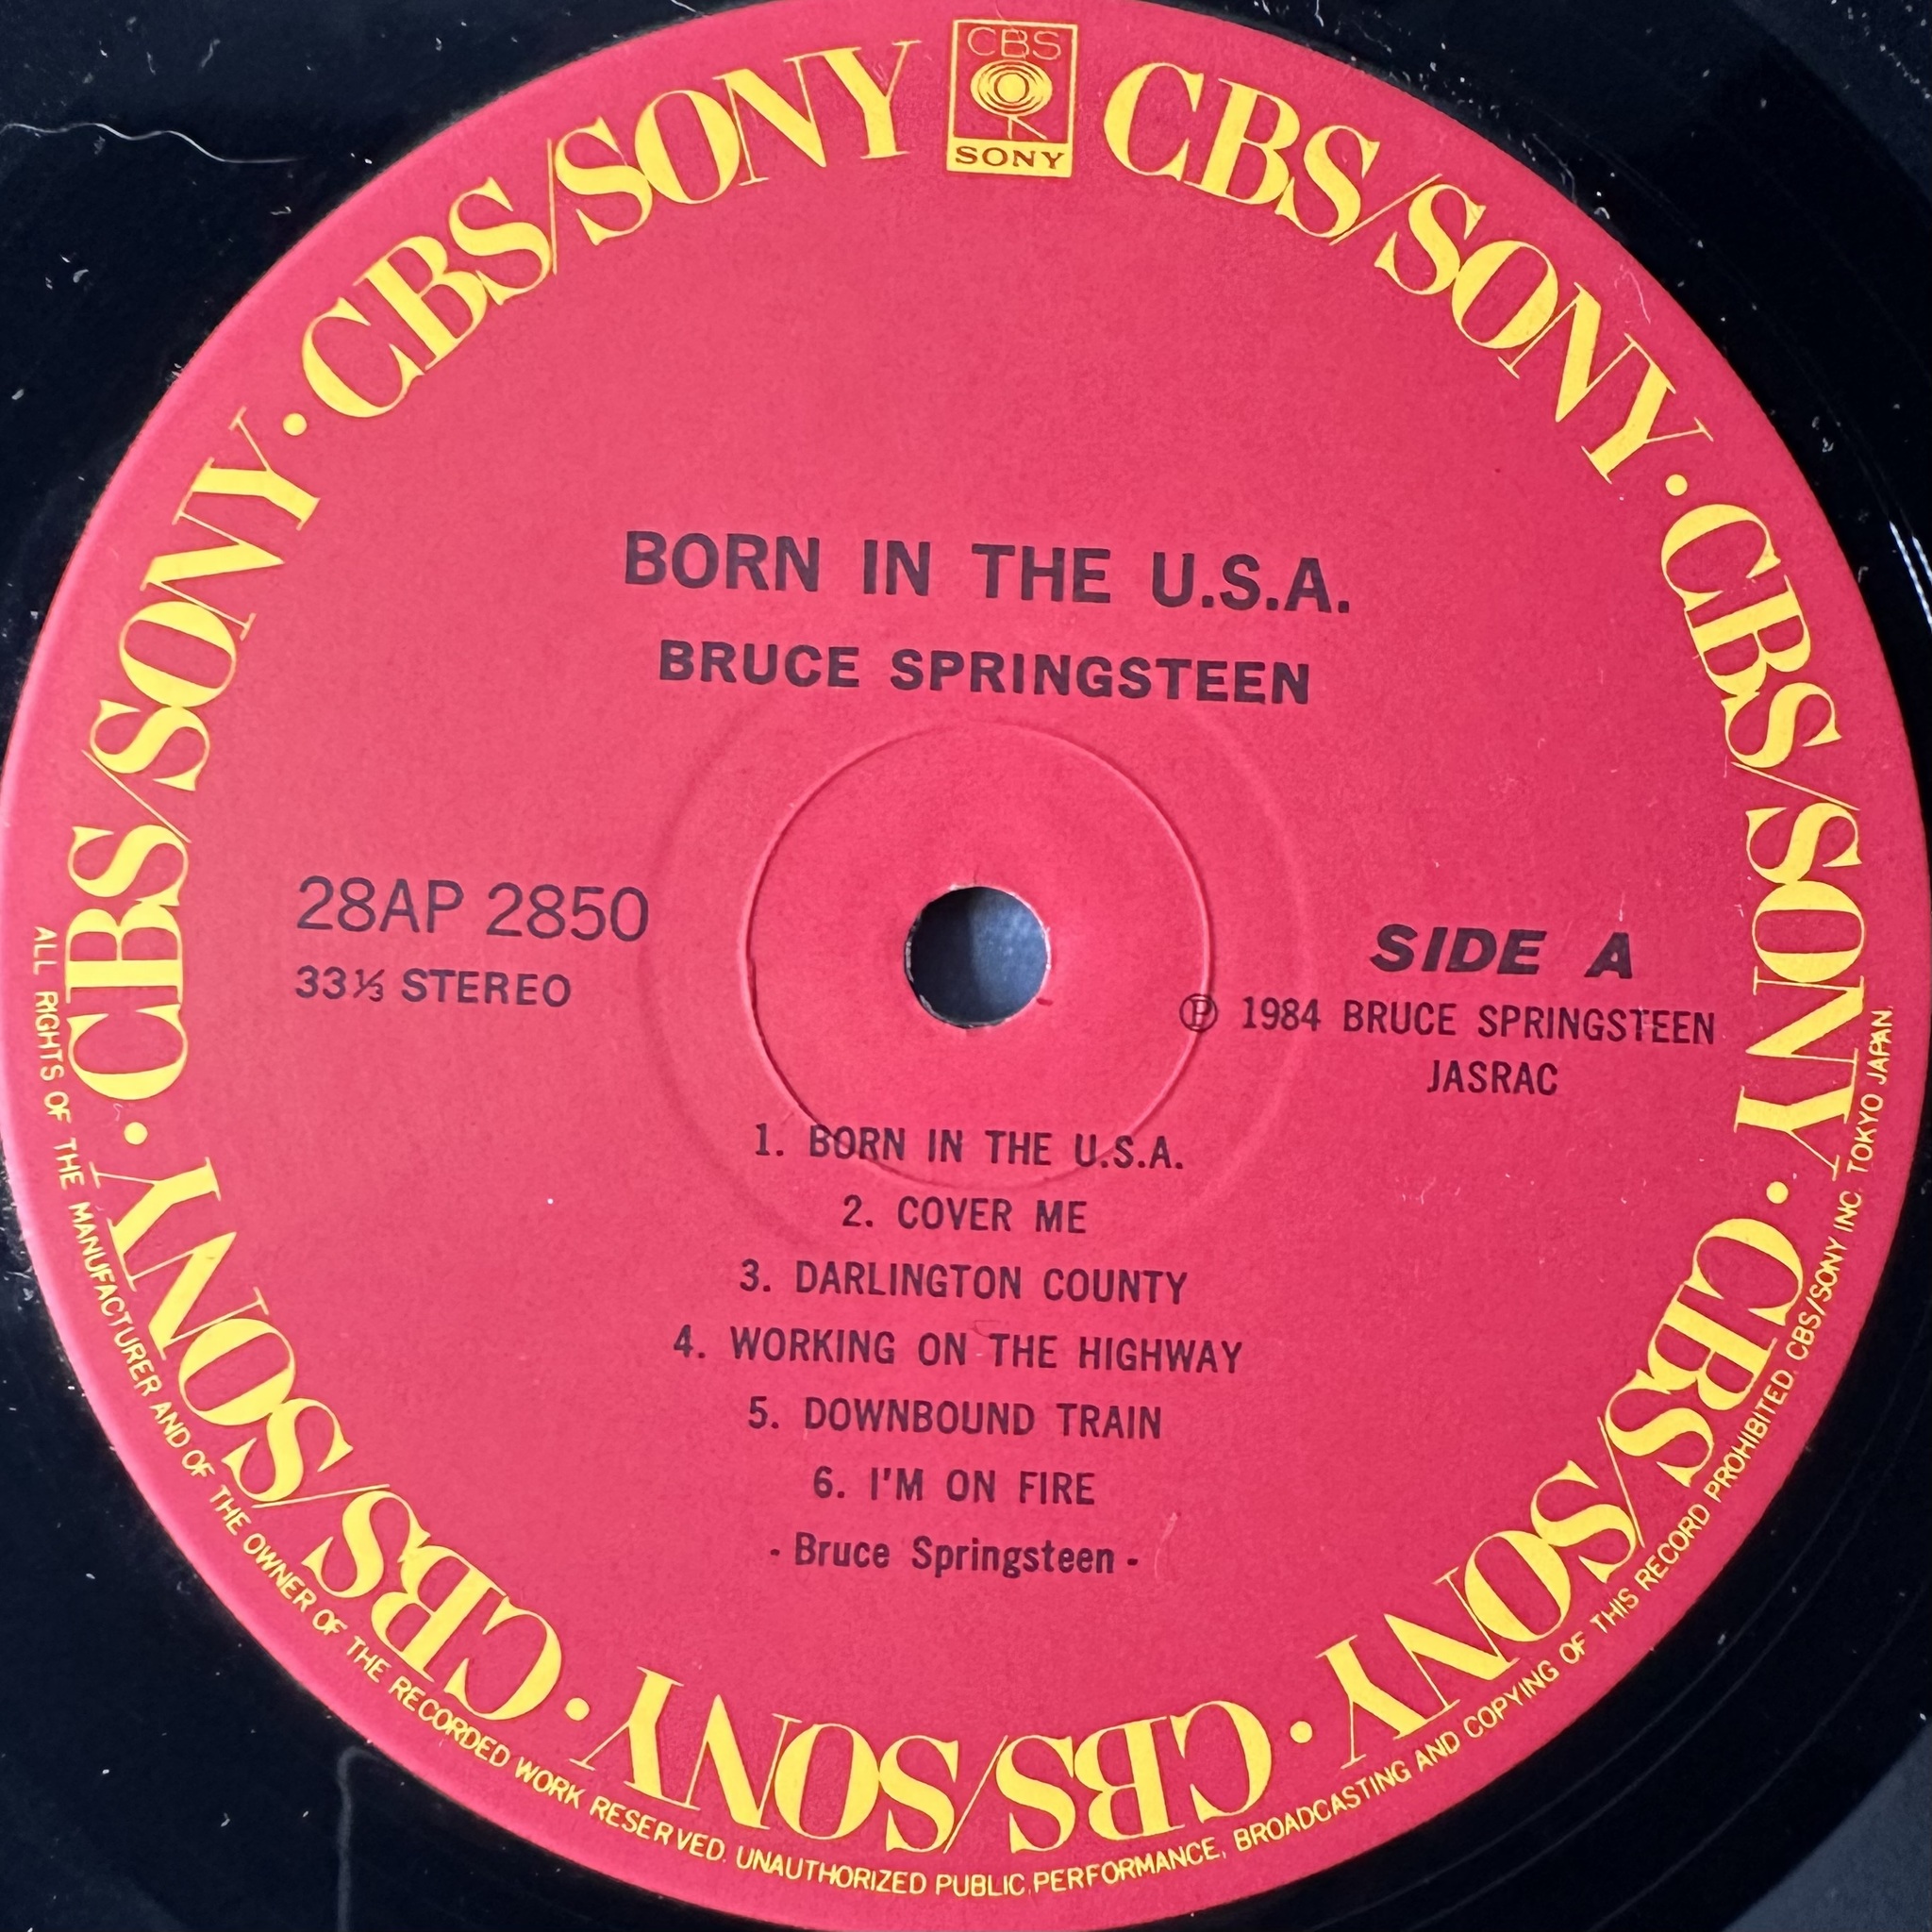 CBS
SONY
CBS/SONY · CBS/SONY · CBS/SONY · CBS/SONY · CBS/SONY · CBS/SONY · CBS/SONY
BORN IN THE U.S.A.
BRUCE SPRINGSTEEN
28AP 2850
33⅓ STEREO
SIDE A
Ⓟ 1984 BRUCE SPRINGSTEEN
JASRAC
1. BORN IN THE U.S.A.
2. COVER ME
3. DARLINGTON COUNTY
4. WORKING ON THE HIGHWAY
5. DOWNBOUND TRAIN
6. I'M ON FIRE
- Bruce Springsteen -
ALL RIGHTS OF THE MANUFACTURER AND OF THE OWNER OF THE RECORDED WORK RESERVED. UNAUTHORIZED PUBLIC PERFORMANCE, BROADCASTING AND COPYING OF THIS RECORD PROHIBITED. CBS/SONY INC. TOKYO JAPAN